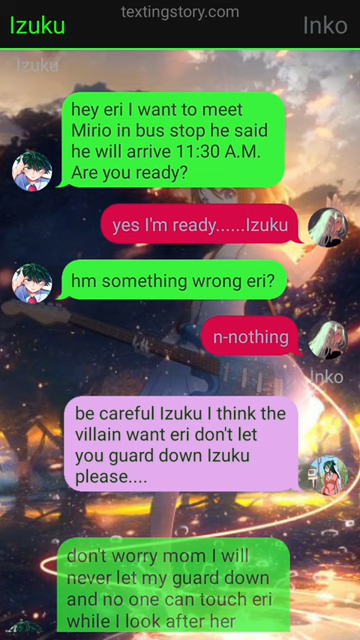 textingstory.com
Izuku
Inko
Izuku
hey eri I want to meet
Mirio in bus stop he said
he will arrive 11:30 A.M.
Are you ready?
yes I'm ready......Izuku
hm something wrong eri?
n-nothing
Inko
be careful Izuku I think the
villain want eri don't let
you guard down Izuku
please....
don't worry mom I will
never let my guard down
and no one can touch eri
while I look after her